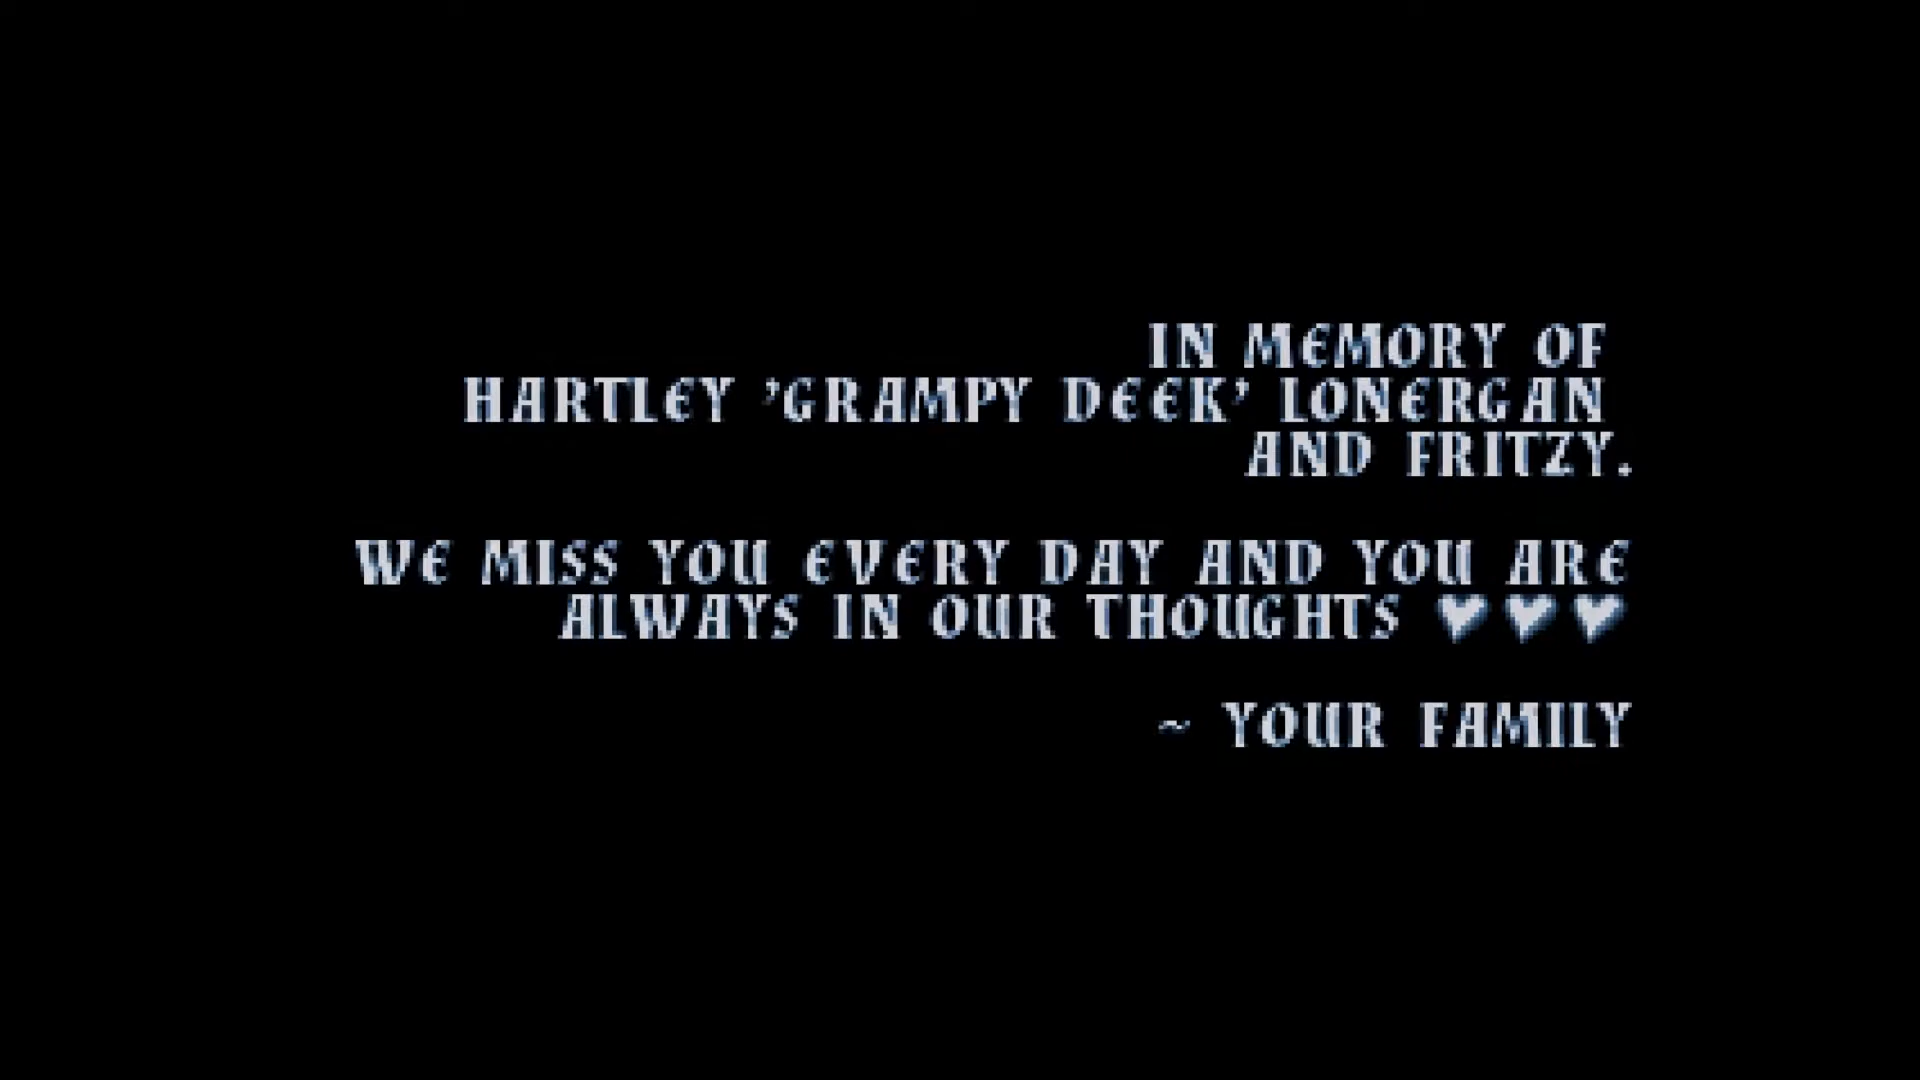 IN MEMORY OF
HARTLEY 'GRAMPY DEEK' LONERGAN
AND FRITZY.
WE MISS YOU EVERY DAY AND YOU ARE
ALWAYS IN OUR THOUGHTS ♥♥♥
~ YOUR FAMILY